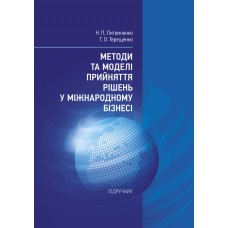 Н. П. Литвиненко
Т. О. Терещенко
МЕТОДИ
ТА МОДЕЛІ
ПРИЙНЯТТЯ
РІШЕНЬ
У МІЖНАРОДНОМУ
БІЗНЕСІ
ПІДРУЧНИК